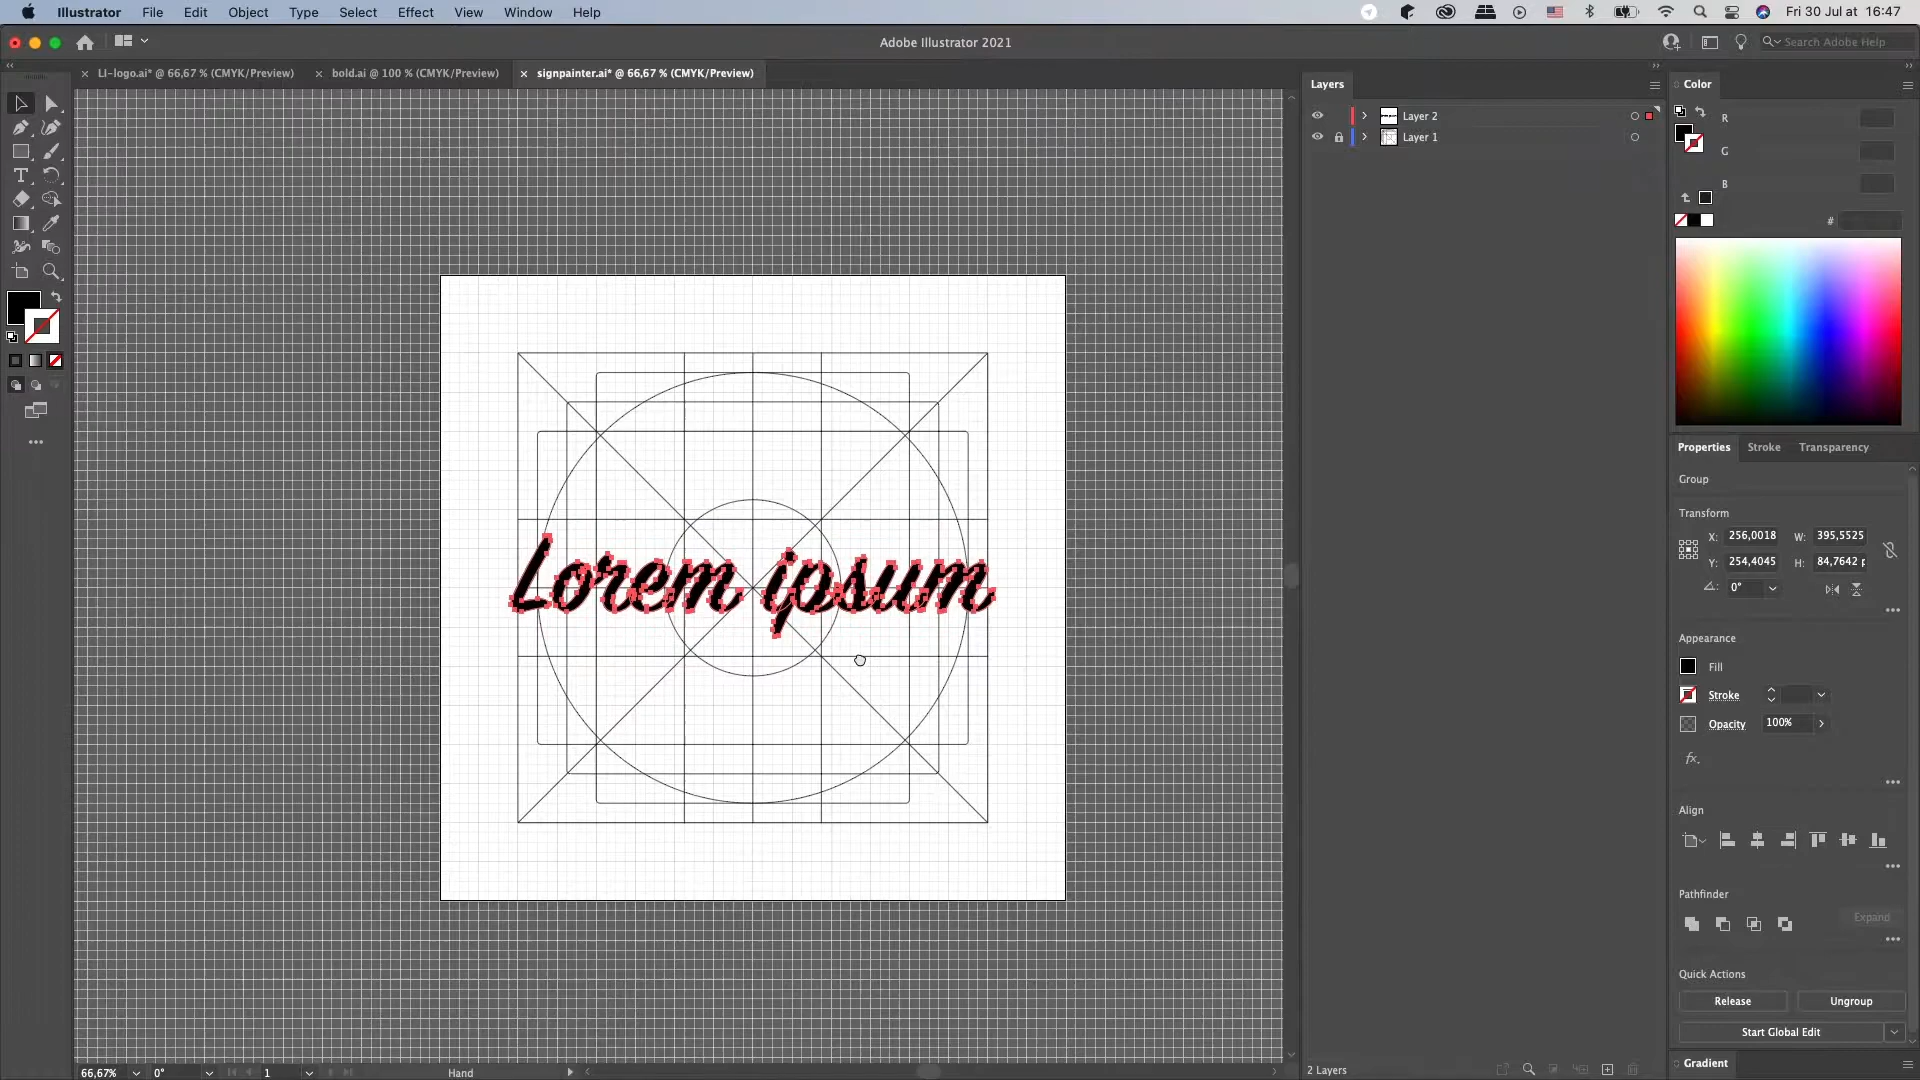 Illustrator File Edit Object Type Select Effect View Window Help Fri 30 Jul at 16:47
Adobe Illustrator 2021 Search Adobe Help
LI-logo.ai* @ 66,67 % (CMYK/Preview) bold.ai @ 100 % (CMYK/Preview) signpainter.ai* @ 66,67 % (CMYK/Preview)
Layers
Layer 2
Layer 1
Color
R
G
B
#
Lorem ipsum
Properties Stroke Transparency
Group
Transform
X: 256,0018 W: 395,5525
Y: 254,4045 H: 84,7642 p
0°
Appearance
Fill
Stroke
Opacity 100%
fx.
Align
Pathfinder
Expand
Quick Actions
Release Ungroup
Start Global Edit
Gradient
66,67% 0° 1 Hand
2 Layers